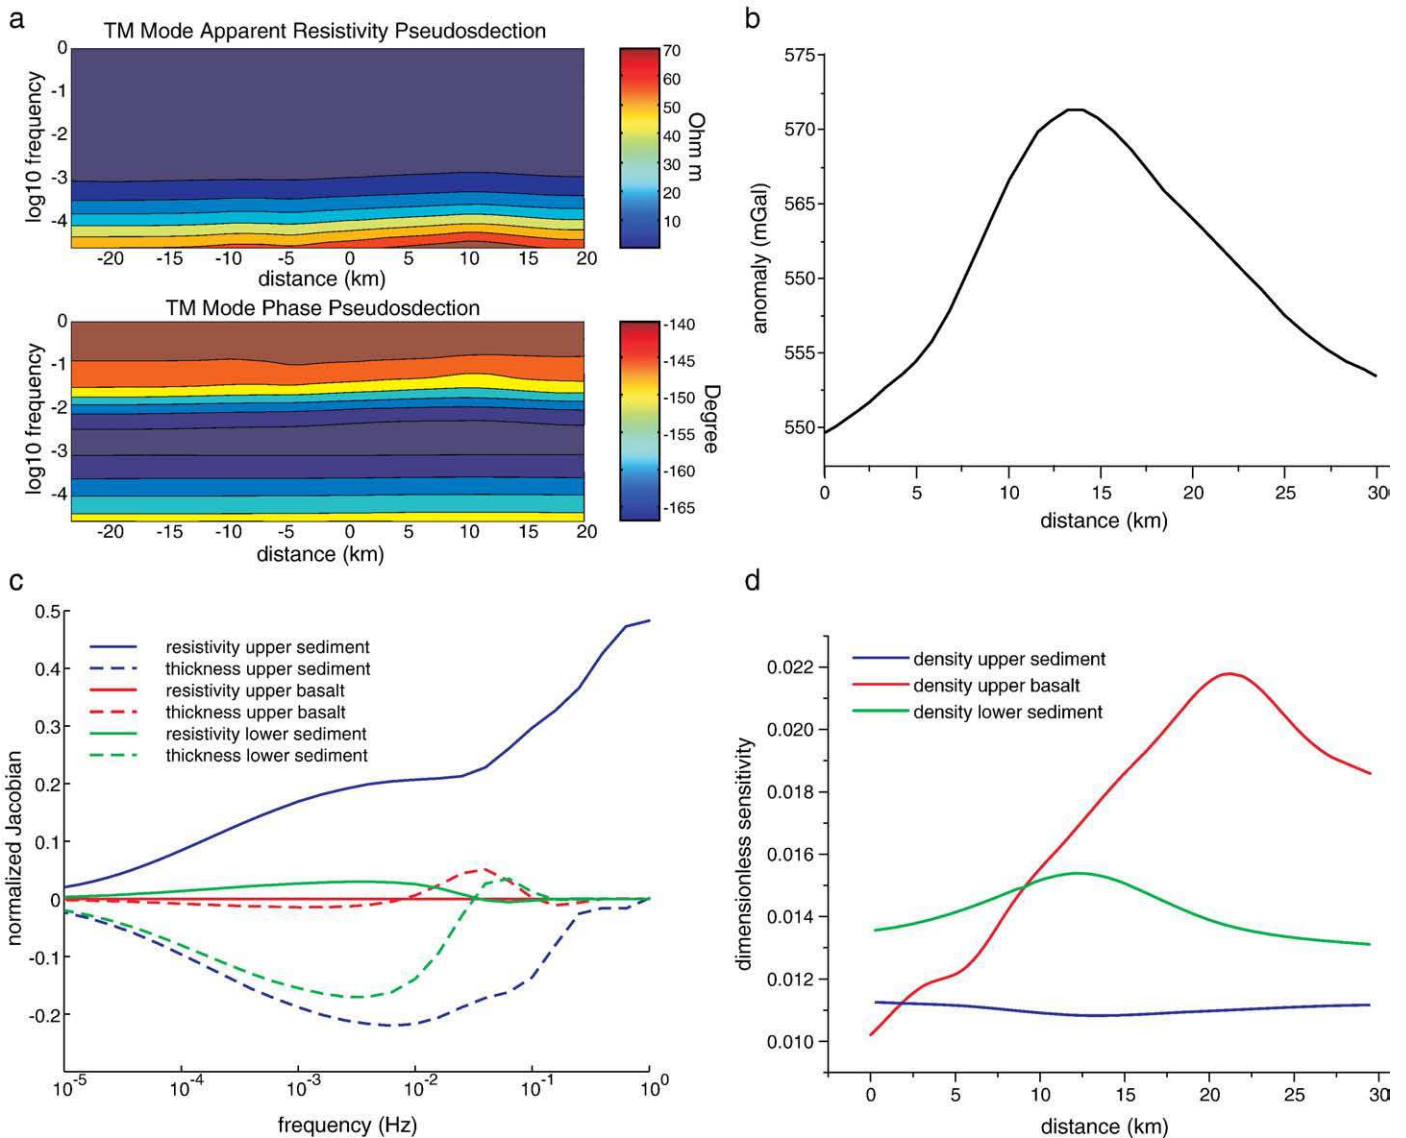 a
TM Mode Apparent Resistivity Pseudosdection
0
-1
-2
-3
-4
log10 frequency
-20 -15 -10 -5 0 5 10 15 20
distance (km)
70
60
50
40
30
20
10
Ohm m
TM Mode Phase Pseudosdection
0
-1
-2
-3
-4
log10 frequency
-20 -15 -10 -5 0 5 10 15 20
distance (km)
-140
-145
-150
-155
-160
-165
Degree
b
575
570
565
550
555
550
anomaly (mGal)
0 5 10 15 20 25 30
distance (km)
c
0.5
0.4
0.3
0.2
0.1
0
-0.1
-0.2
normalized Jacobian
resistivity upper sediment
thickness upper sediment
resistivity upper basalt
thickness upper basalt
resistivity lower sediment
thickness lower sediment
10^-5 10^-4 10^-3 10^-2 10^-1 10^0
frequency (Hz)
d
0.022
0.020
0.018
0.016
0.014
0.012
0.010
dimensionless sensitivity
density upper sediment
density upper basalt
density lower sediment
0 5 10 15 20 25 30
distance (km)